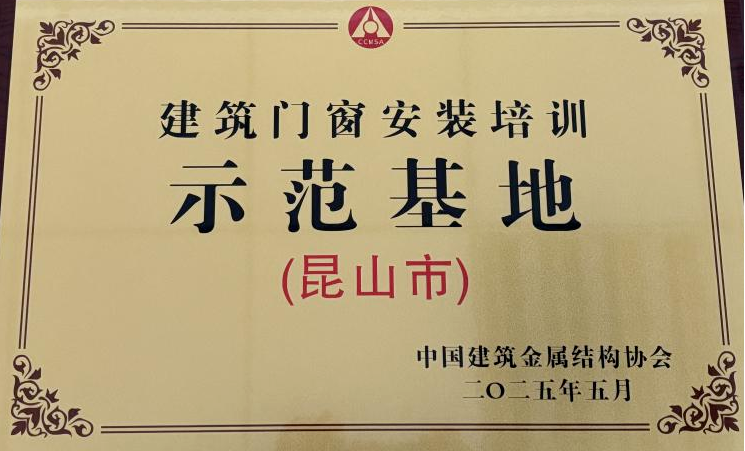 CCMSA
建筑门窗安装培训
示范基地
(昆山市)
中国建筑金属结构协会
二〇二五年五月